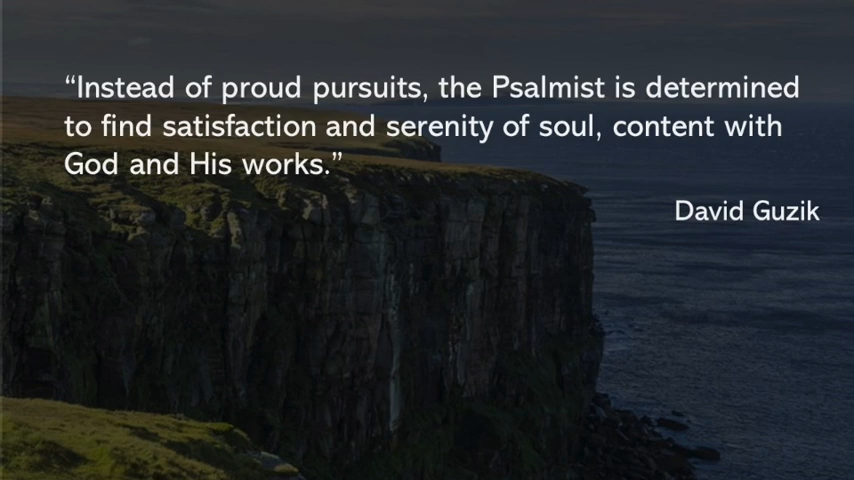 “Instead of proud pursuits, the Psalmist is determined
to find satisfaction and serenity of soul, content with
God and His works.”
David Guzik